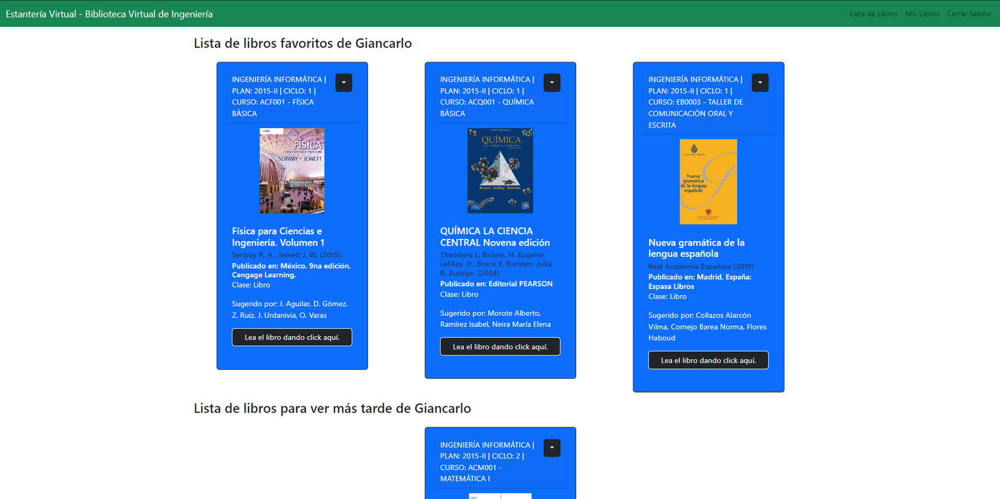 Estantería Virtual - Biblioteca Virtual de Ingeniería
Lista de Libros
Mis Libros
Cerrar Sesión
Lista de libros favoritos de Giancarlo
INGENIERÍA INFORMÁTICA |
PLAN: 2015-II | CICLO: 1 |
CURSO: ACF001 - FÍSICA
BÁSICA
FÍSICA
para ciencias e ingeniería
SERWAY • JEWETT
Física para Ciencias e
Ingeniería. Volumen 1
Serway R. A., Jewett J. W. (2015).
Publicado en: México. 9na edición.
Cengage Learning.
Clase: Libro
Sugerido por: J. Aguilar, D. Gómez,
Z. Ruiz, J. Urdanivia, O. Varas
Lea el libro dando click aquí.
INGENIERÍA INFORMÁTICA |
PLAN: 2015-II | CICLO: 1 |
CURSO: ACQ001 - QUÍMICA
BÁSICA
QUÍMICA
LA CIENCIA CENTRAL
Brown LeMay Bursten
QUÍMICA LA CIENCIA
CENTRAL Novena edición
Theodore L. Brown, H. Eugene
LeMay, Jr., Bruce E. Bursten, Julia
R. Burdge. (2004)
Publicado en: Editorial PEARSON
Clase: Libro
Sugerido por: Morote Alberto,
Ramírez Isabel, Neira María Elena
Lea el libro dando click aquí.
INGENIERÍA INFORMÁTICA |
PLAN: 2015-II | CICLO: 1 |
CURSO: EB0003 - TALLER DE
COMUNICACIÓN ORAL Y
ESCRITA
Nueva
gramática
de la lengua
española
Nueva gramática de la
lengua española
Real Academia Española (2010)
Publicado en: Madrid, España:
Espasa Libros
Clase: Libro
Sugerido por: Collazos Alarcón
Vilma, Cornejo Barea Norma, Flores
Haboud
Lea el libro dando click aquí.
Lista de libros para ver más tarde de Giancarlo
INGENIERÍA INFORMÁTICA |
PLAN: 2015-II | CICLO: 2 |
CURSO: ACM001 -
MATEMÁTICA I